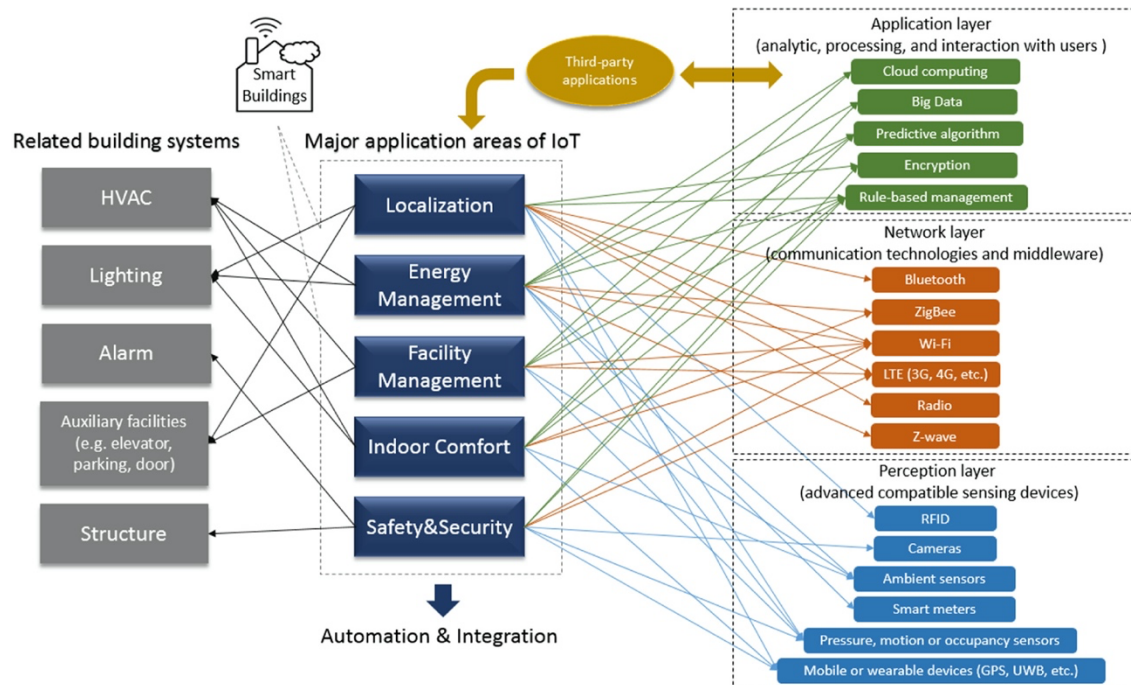 Smart
Buildings
Third-party
applications
Related building systems
HVAC
Lighting
Alarm
Auxiliary facilities
(e.g. elevator,
parking, door)
Structure
Major application areas of IoT
Localization
Energy
Management
Facility
Management
Indoor Comfort
Safety&Security
Automation & Integration
Application layer
(analytic, processing, and interaction with users )
Cloud computing
Big Data
Predictive algorithm
Encryption
Rule-based management
Network layer
(communication technologies and middleware)
Bluetooth
ZigBee
Wi-Fi
LTE (3G, 4G, etc.)
Radio
Z-wave
Perception layer
(advanced compatible sensing devices)
RFID
Cameras
Ambient sensors
Smart meters
Pressure, motion or occupancy sensors
Mobile or wearable devices (GPS, UWB, etc.)